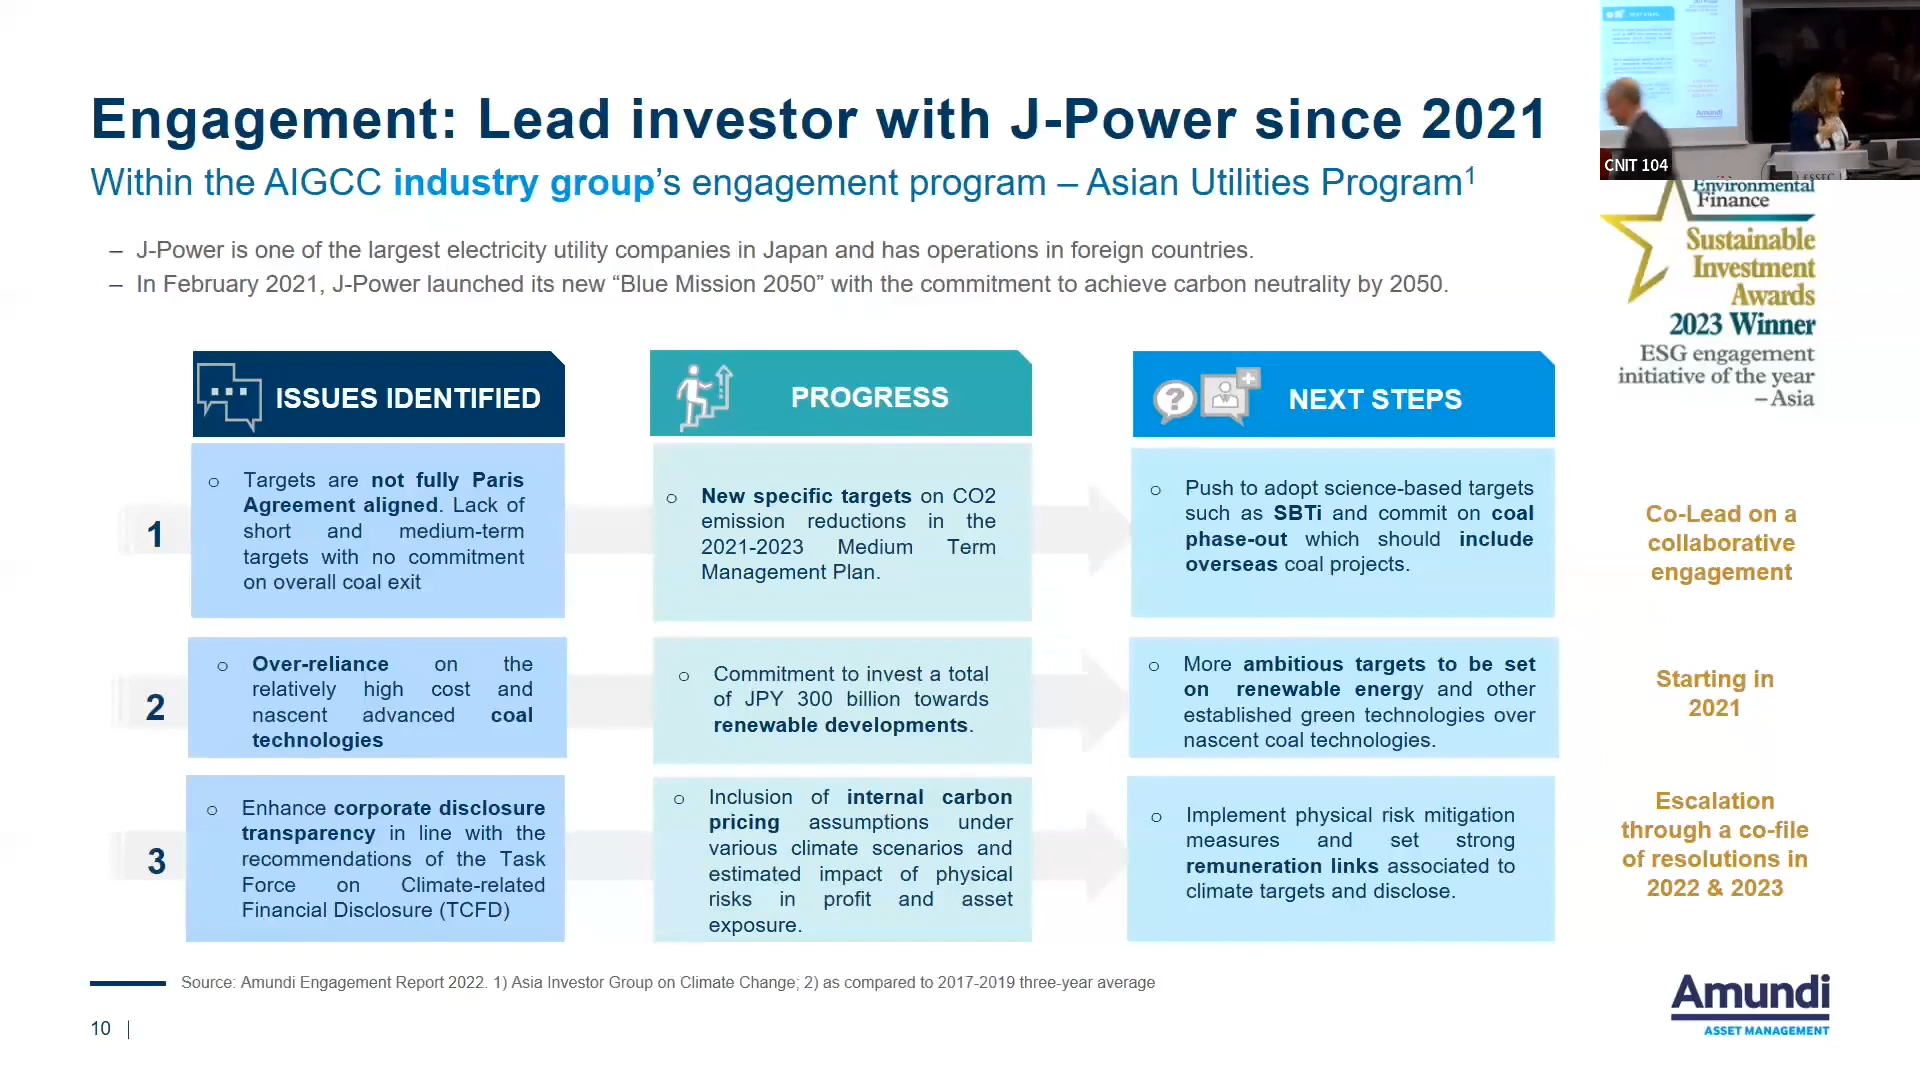 Engagement: Lead investor with J-Power since 2021
Within the AIGCC industry group's engagement program – Asian Utilities Program1
– J-Power is one of the largest electricity utility companies in Japan and has operations in foreign countries.
– In February 2021, J-Power launched its new “Blue Mission 2050” with the commitment to achieve carbon neutrality by 2050.
CNIT 104
ESSEC
Environmental
Finance
Sustainable
Investment
Awards
2023 Winner
ESG engagement
initiative of the year
– Asia
ISSUES IDENTIFIED
PROGRESS
NEXT STEPS
1
o Targets are not fully Paris
Agreement aligned. Lack of
short and medium-term
targets with no commitment
on overall coal exit
o New specific targets on CO2
emission reductions in the
2021-2023 Medium Term
Management Plan.
o Push to adopt science-based targets
such as SBTi and commit on coal
phase-out which should include
overseas coal projects.
Co-Lead on a
collaborative
engagement
2
o Over-reliance on the
relatively high cost and
nascent advanced coal
technologies
o Commitment to invest a total
of JPY 300 billion towards
renewable developments.
o More ambitious targets to be set
on renewable energy and other
established green technologies over
nascent coal technologies.
Starting in
2021
3
o Enhance corporate disclosure
transparency in line with the
recommendations of the Task
Force on Climate-related
Financial Disclosure (TCFD)
o Inclusion of internal carbon
pricing assumptions under
various climate scenarios and
estimated impact of physical
risks in profit and asset
exposure.
o Implement physical risk mitigation
measures and set strong
remuneration links associated to
climate targets and disclose.
Escalation
through a co-file
of resolutions in
2022 & 2023
Source: Amundi Engagement Report 2022. 1) Asia Investor Group on Climate Change; 2) as compared to 2017-2019 three-year average
10 |
Amundi
ASSET MANAGEMENT